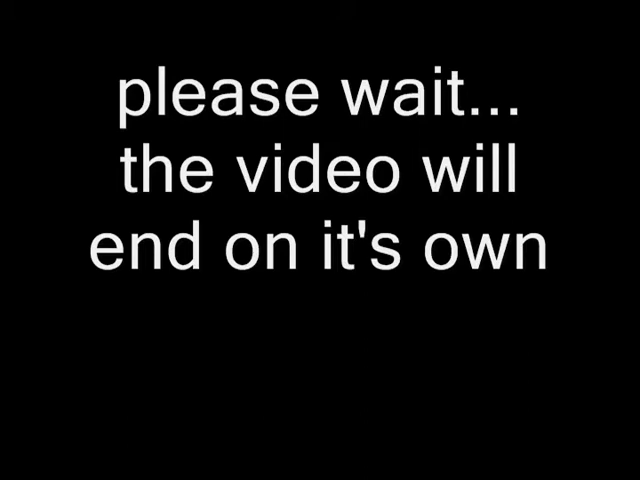 please wait...
the video will
end on it's own